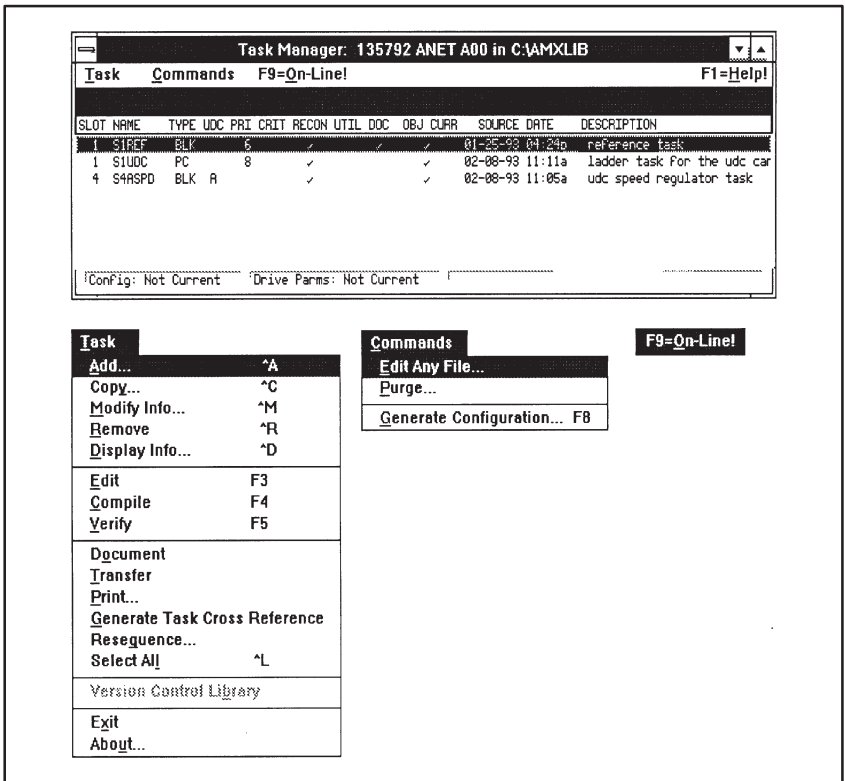 Task Manager: 135792 ANET A00 in C:\AMXLIB
Task Commands F9=On-Line! F1=Help!
SLOT NAME TYPE UDC PRI CRIT RECON UTIL DOC OBJ CURR SOURCE DATE DESCRIPTION
1 S1REF BLK 6 ✓ ✓ ✓ 01-25-93 04:24p reference task
1 S1UDC PC 8 ✓ ✓ 02-08-93 11:11a ladder task for the udc car
4 S4ASPD BLK A ✓ ✓ 02-08-93 11:05a udc speed regulator task
Config: Not Current Drive Parms: Not Current
Task
Add... ^A
Copy... ^C
Modify Info... ^M
Remove ^R
Display Info... ^D
Edit F3
Compile F4
Verify F5
Document
Transfer
Print...
Generate Task Cross Reference
Resequence...
Select All ^L
Version Control Library
Exit
About...
Commands
Edit Any File...
Purge...
Generate Configuration... F8
F9=On-Line!